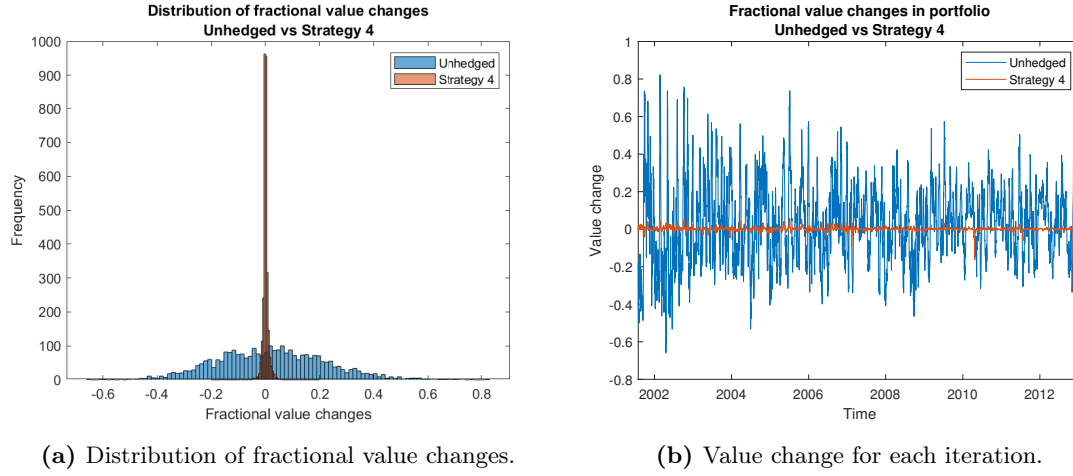 Distribution of fractional value changes
Unhedged vs Strategy 4
1000
900
800
700
600
500
400
300
200
100
0
Frequency
-0.6
-0.4
-0.2
0
0.2
0.4
0.6
0.8
Fractional value changes
Unhedged
Strategy 4
(a) Distribution of fractional value changes.
Fractional value changes in portfolio
Unhedged vs Strategy 4
1
0.8
0.6
0.4
0.2
0
-0.2
-0.4
-0.6
-0.8
Value change
2002
2004
2006
2008
2010
2012
Time
Unhedged
Strategy 4
(b) Value change for each iteration.